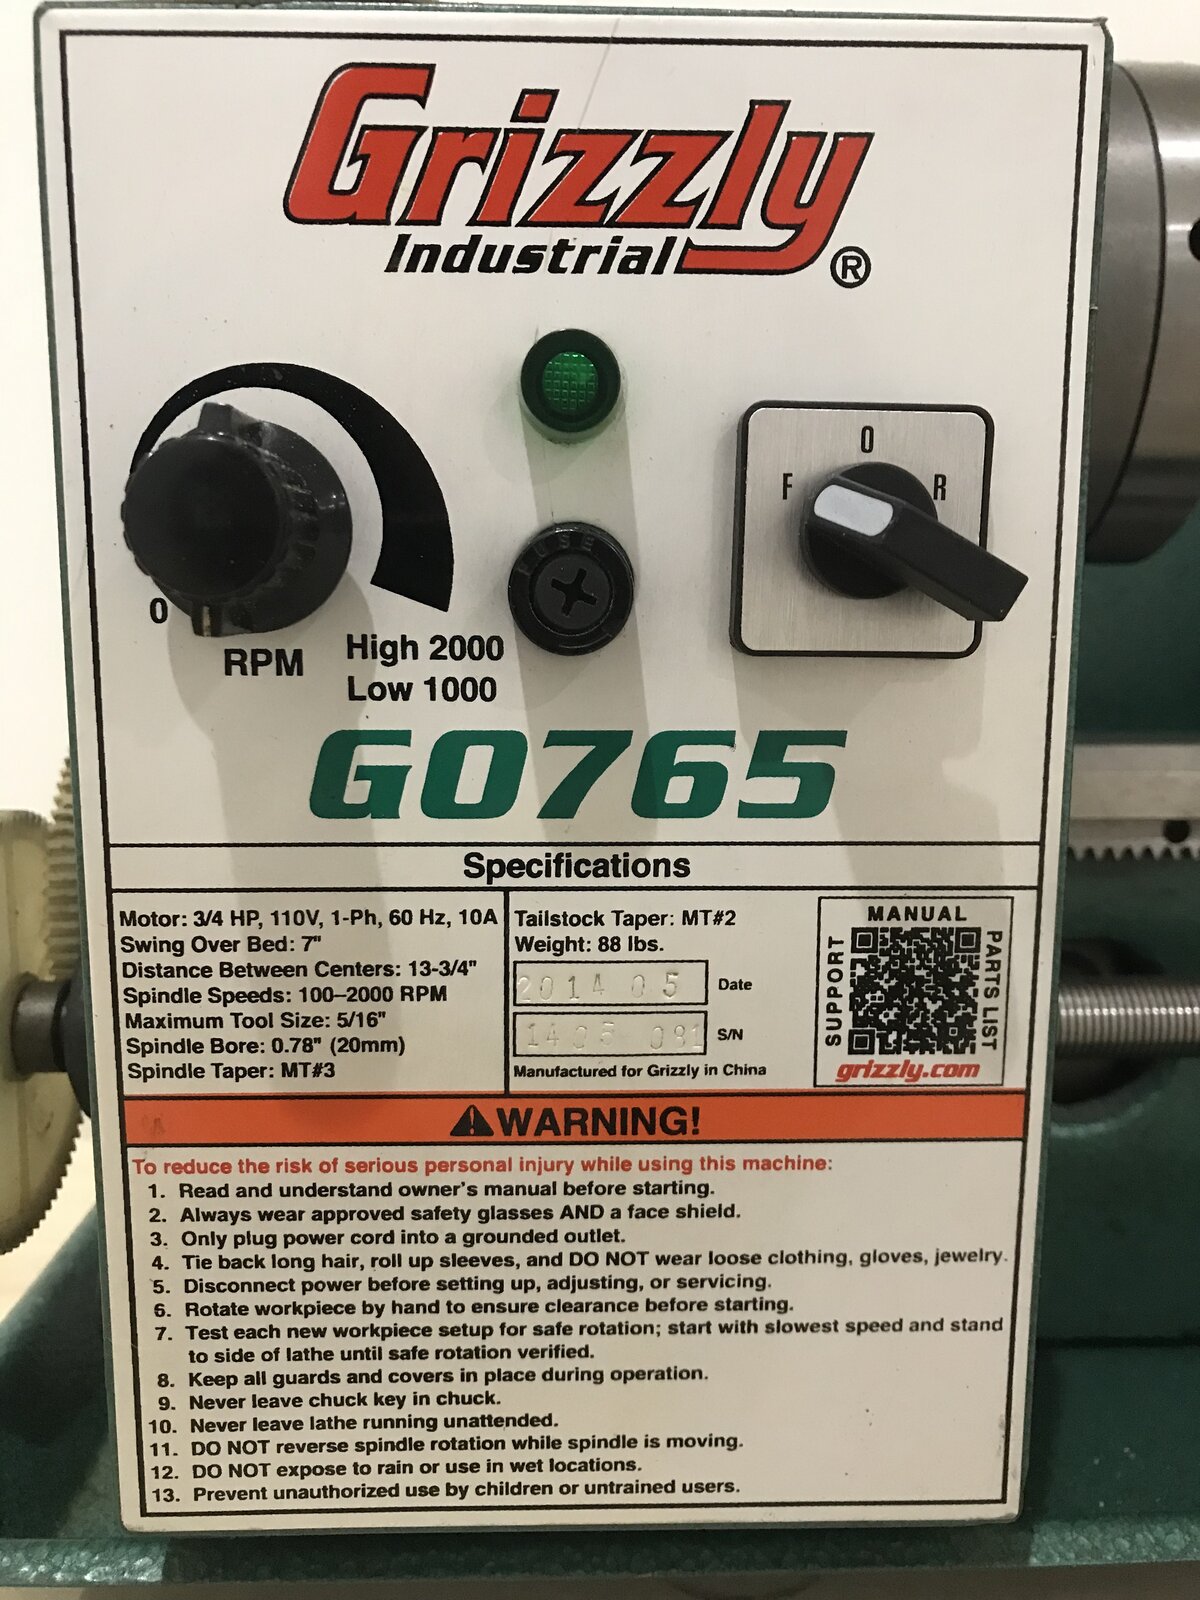 Grizzly
Industrial
®
FUSE
O
F
R
0
RPM
High 2000
Low 1000
G0765
Specifications
Motor: 3/4 HP, 110V, 1-Ph, 60 Hz, 10A
Swing Over Bed: 7"
Distance Between Centers: 13-3/4"
Spindle Speeds: 100–2000 RPM
Maximum Tool Size: 5/16"
Spindle Bore: 0.78" (20mm)
Spindle Taper: MT#3
Tailstock Taper: MT#2
Weight: 88 lbs.
2014 05 Date
1405 081 S/N
Manufactured for Grizzly in China
MANUAL
SUPPORT
PARTS LIST
grizzly.com
WARNING!
To reduce the risk of serious personal injury while using this machine:
1. Read and understand owner's manual before starting.
2. Always wear approved safety glasses AND a face shield.
3. Only plug power cord into a grounded outlet.
4. Tie back long hair, roll up sleeves, and DO NOT wear loose clothing, gloves, jewelry.
5. Disconnect power before setting up, adjusting, or servicing.
6. Rotate workpiece by hand to ensure clearance before starting.
7. Test each new workpiece setup for safe rotation; start with slowest speed and stand
to side of lathe until safe rotation verified.
8. Keep all guards and covers in place during operation.
9. Never leave chuck key in chuck.
10. Never leave lathe running unattended.
11. DO NOT reverse spindle rotation while spindle is moving.
12. DO NOT expose to rain or use in wet locations.
13. Prevent unauthorized use by children or untrained users.